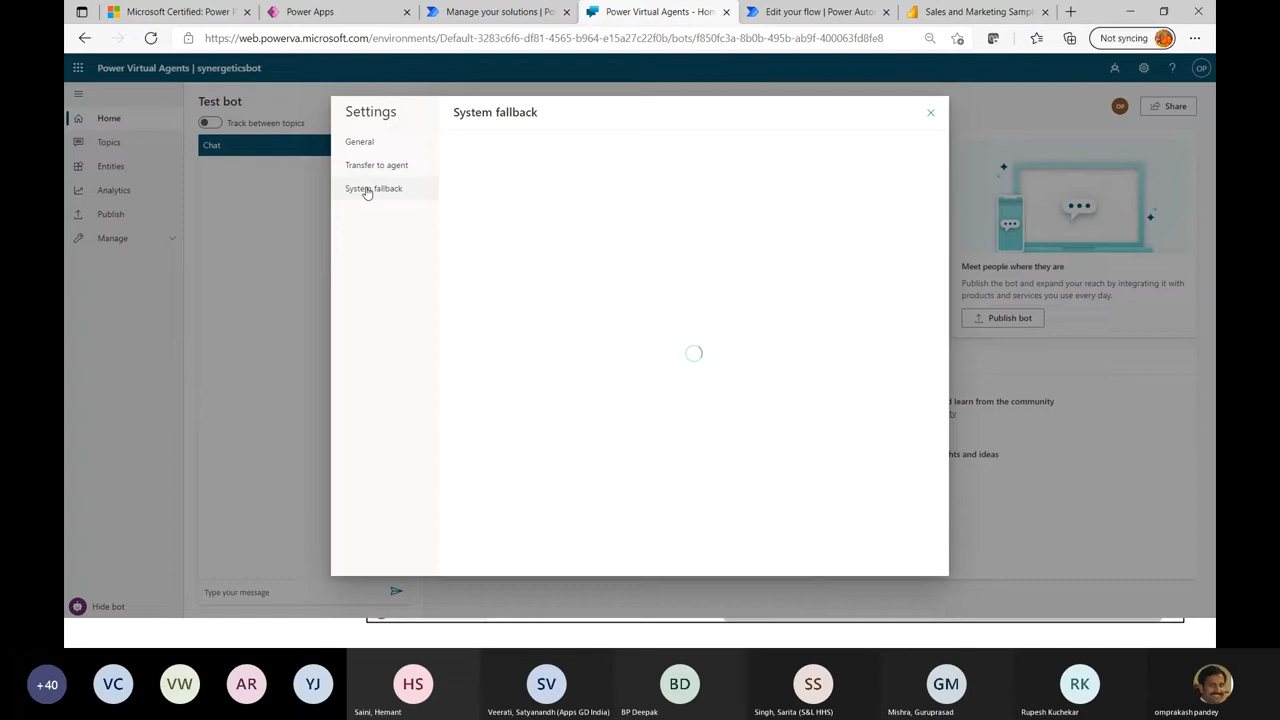 Microsoft Certified: Power P
Power Apps
Manage your solutions | Po
Power Virtual Agents - Hom
Edit your flow | Power Auto
Sales and Marketing Samp
https://web.powerva.microsoft.com/environments/Default-3283c6f6-df81-4565-b964-e15a27c22f0b/bots/f850fc3a-8b0b-495b-ab9f-400063fd8fe8
Not syncing
Power Virtual Agents | synergeticsbot
OP
Home
Topics
Entities
Analytics
Publish
Manage
Test bot
Track between topics
Chat
Settings
General
Transfer to agent
System fallback
System fallback
OP
Share
Meet people where they are
Publish the bot and expand your reach by integrating it with
products and services you use every day.
Publish bot
d learn from the community
ty
hts and ideas
Type your message
Hide bot
+40
VC
VW
AR
YJ
HS
Saini, Hemant
SV
Veerati, Satyanandh (Apps GD India)
BD
BP Deepak
SS
Singh, Sarita (S&L HHS)
GM
Mishra, Guruprasad
RK
Rupesh Kuchekar
omprakash pandey